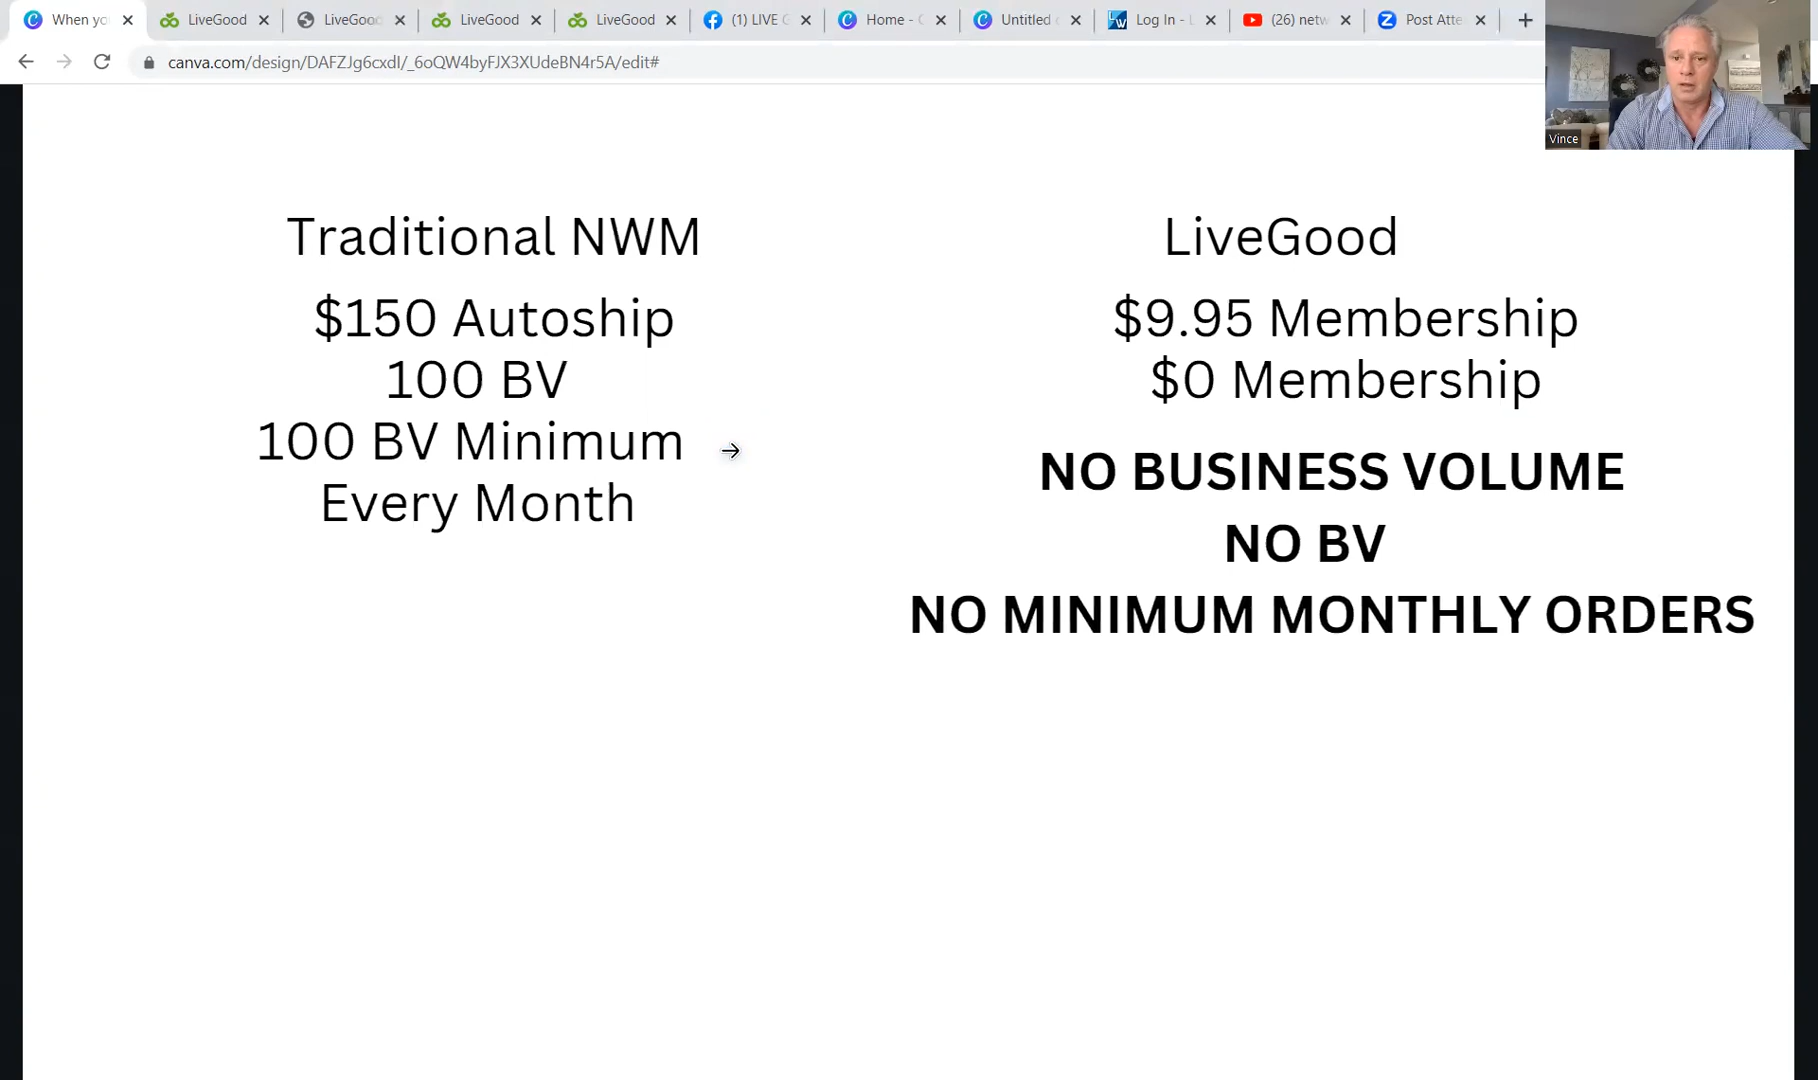 When yo
LiveGood
LiveGood
LiveGood
LiveGood
(1) LIVE G
Home - C
Untitled
Log In - L
(26) netw
Post Atte
canva.com/design/DAFZJg6cxdI/_6oQW4byFJX3XUdeBN4r5A/edit#
Vince
Traditional NWM
$150 Autoship
100 BV
100 BV Minimum
Every Month
LiveGood
$9.95 Membership
$0 Membership
NO BUSINESS VOLUME
NO BV
NO MINIMUM MONTHLY ORDERS